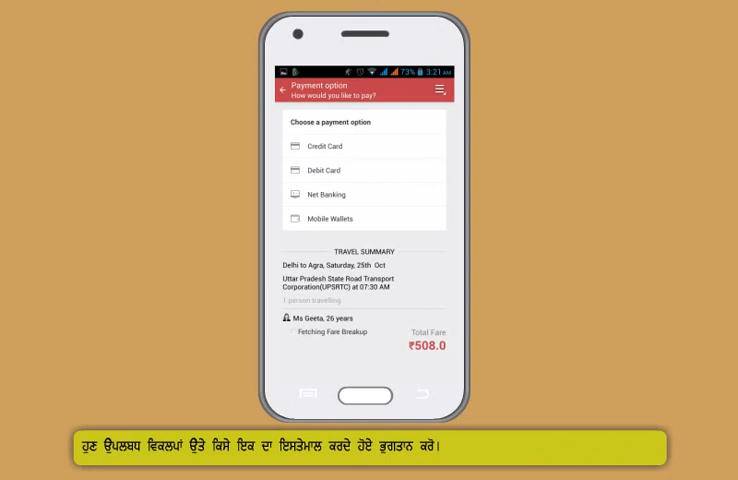 73% 3:21 AM
Payment option
How would you like to pay?
Choose a payment option
Credit Card
Debit Card
Net Banking
Mobile Wallets
TRAVEL SUMMARY
Delhi to Agra, Saturday, 25th Oct
Uttar Pradesh State Road Transport
Corporation(UPSRTC) at 07:30 AM
1 person travelling
Ms Geeta, 26 years
Fetching Fare Breakup
Total Fare
₹508.0
ਹੁਣ ਉਪਲਬਧ ਵਿਕਲਪਾਂ ਉਤੇ ਕਿਸੇ ਇਕ ਦਾ ਇਸਤੇਮਾਲ ਕਰਦੇ ਹੋਏ ਭੁਗਤਾਨ ਕਰੋ।